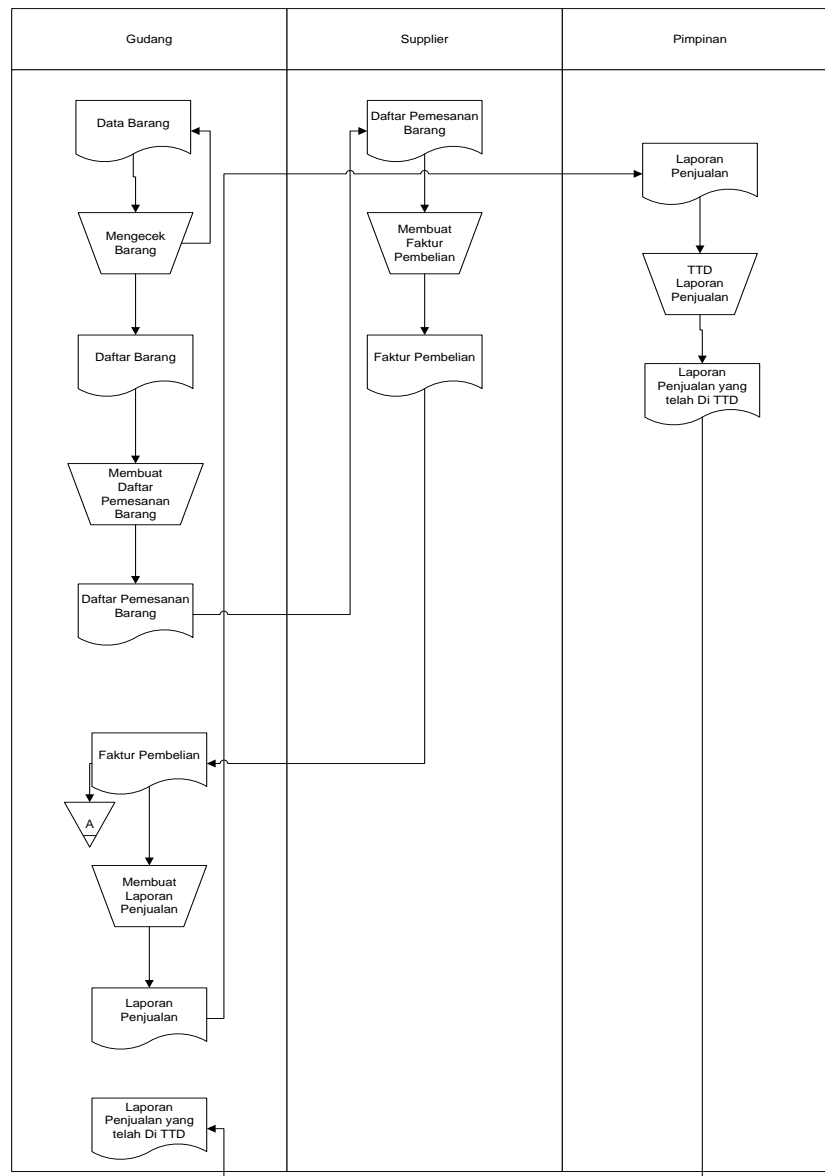 Gudang
Supplier
Pimpinan
Data Barang
Mengecek
Barang
Daftar Barang
Membuat
Daftar
Pemesanan
Barang
Daftar Pemesanan
Barang
Faktur Pembelian
A
Membuat
Laporan
Penjualan
Laporan
Penjualan
Laporan
Penjualan yang
telah Di TTD
Daftar Pemesanan
Barang
Membuat
Faktur
Pembelian
Faktur Pembelian
Laporan
Penjualan
TTD
Laporan
Penjualan
Laporan
Penjualan yang
telah Di TTD